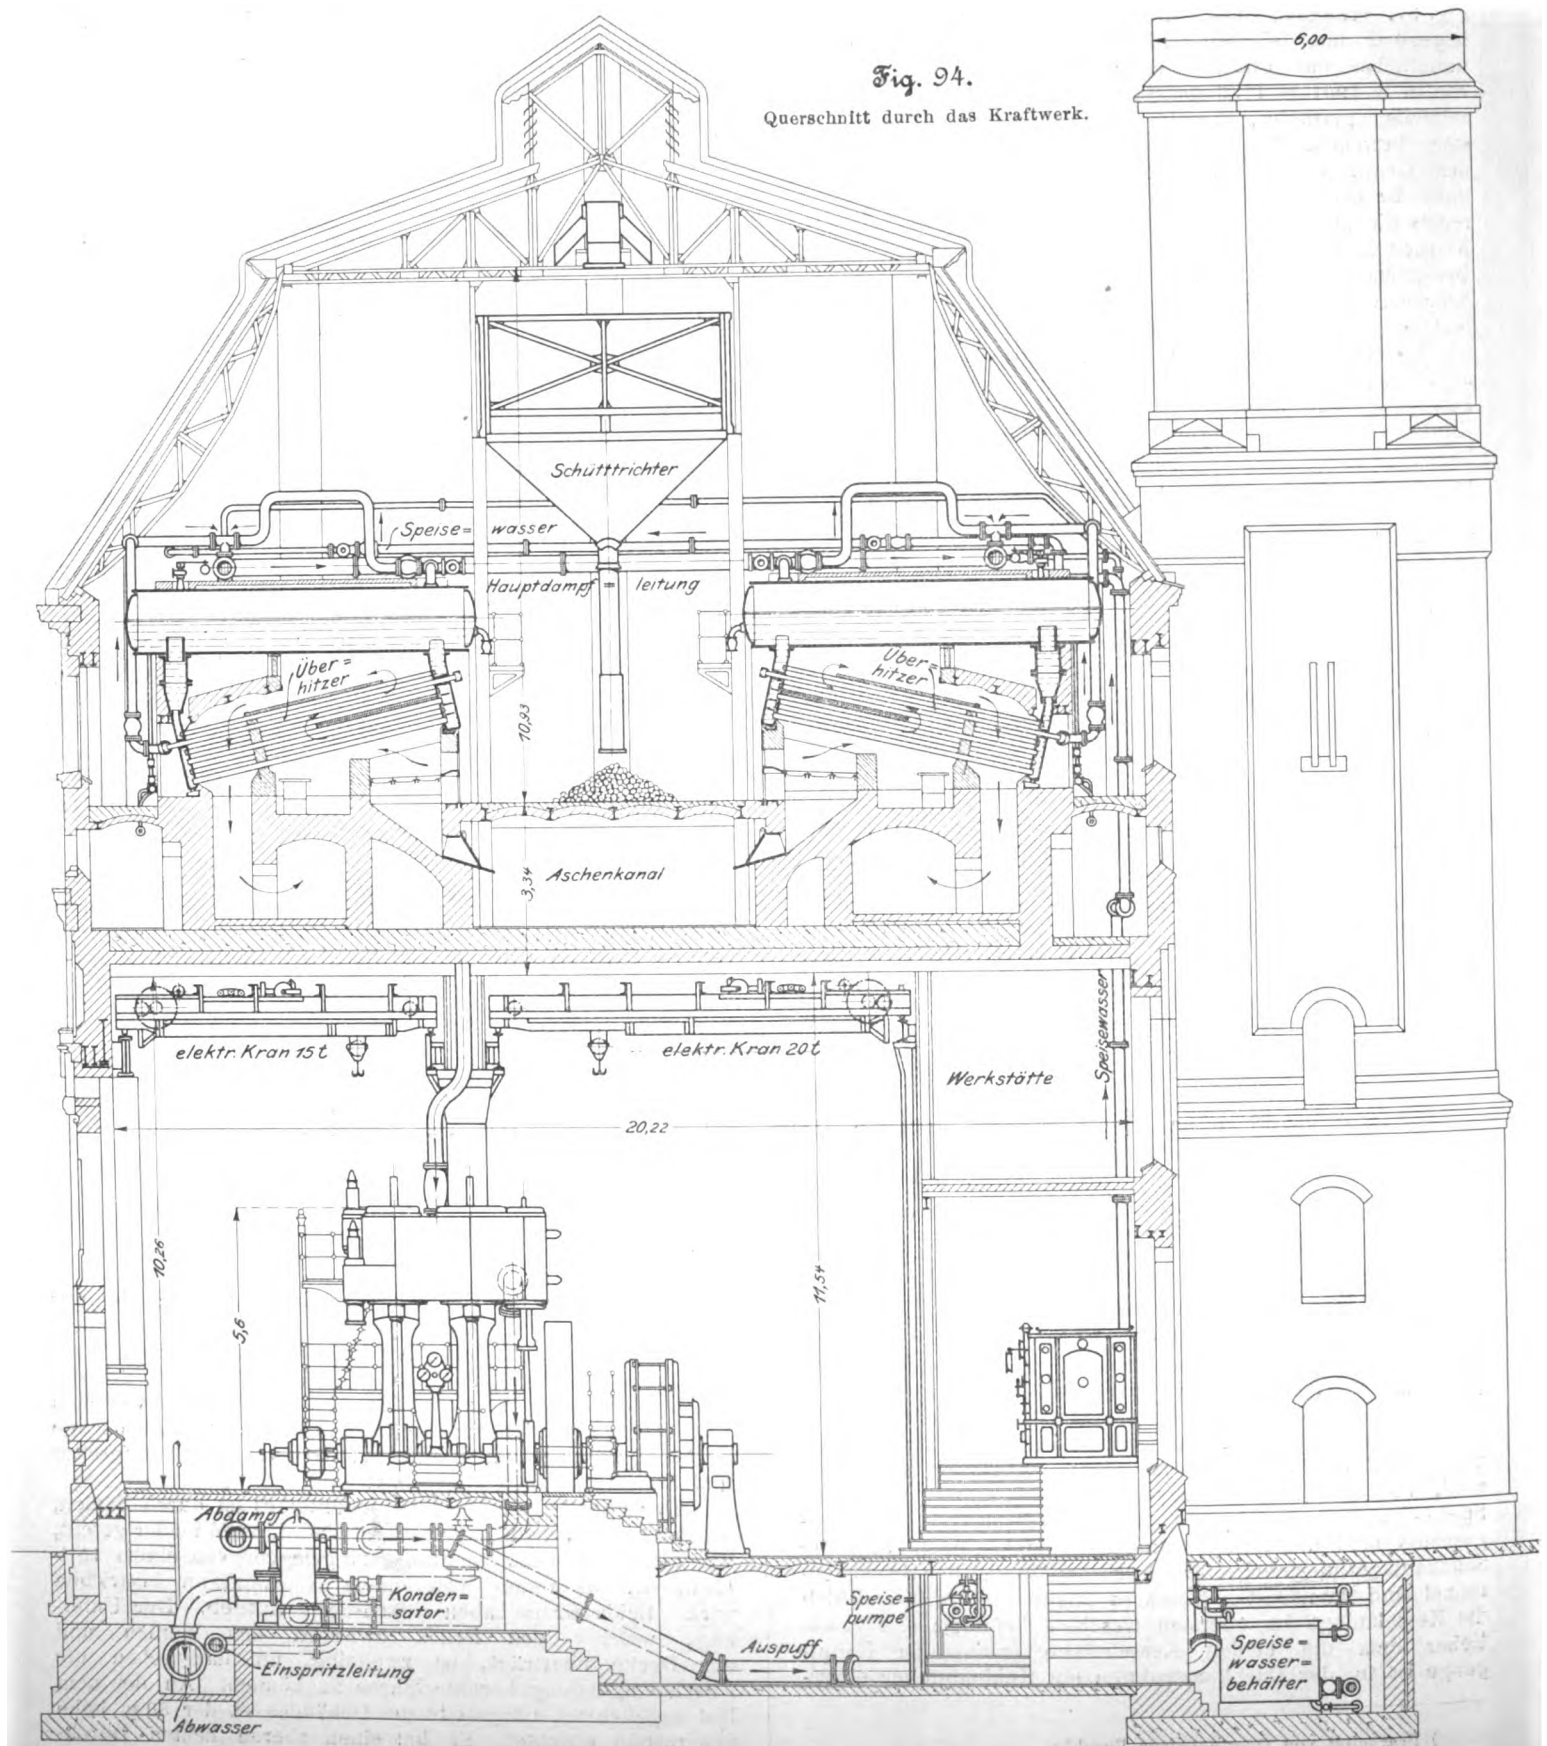 6,00
Fig. 94.
Querschnitt durch das Kraftwerk.
Schütttrichter
Speise= wasser
Hauptdampf = leitung
Über=
hitzer
Über=
hitzer
10,93
3,34
Aschenkanal
elektr. Kran 15t
elektr. Kran 20t
Werkstätte
Speisewasser
20,22
10,26
5,6
11,54
Abdampf
Konden=
sator
Speise=
pumpe
Auspuff
Einspritzleitung
Abwasser
Speise=
wasser=
behälter